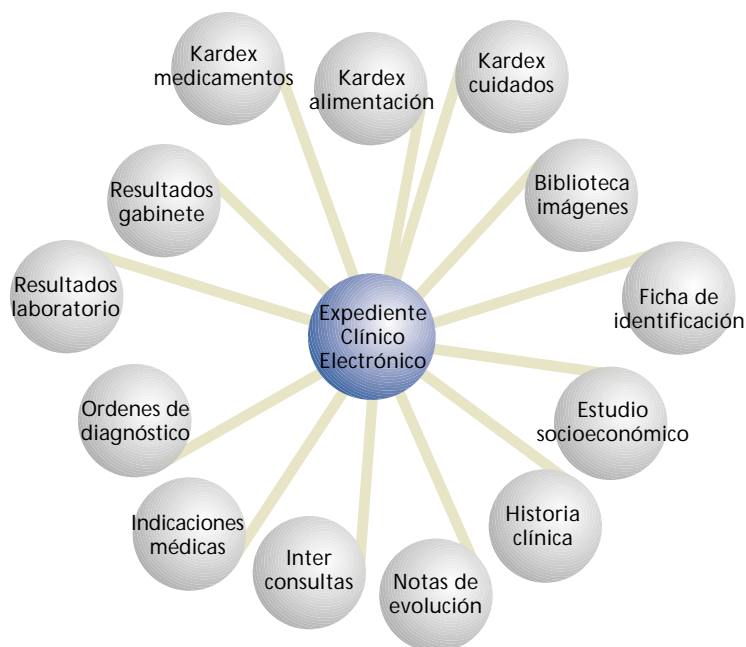 Kardex
medicamentos
Kardex
alimentación
Kardex
cuidados
Resultados
gabinete
Biblioteca
imágenes
Resultados
laboratorio
Expediente
Clínico
Electrónico
Ficha de
identificación
Ordenes de
diagnóstico
Estudio
socioeconómico
Indicaciones
médicas
Inter
consultas
Notas de
evolución
Historia
clínica